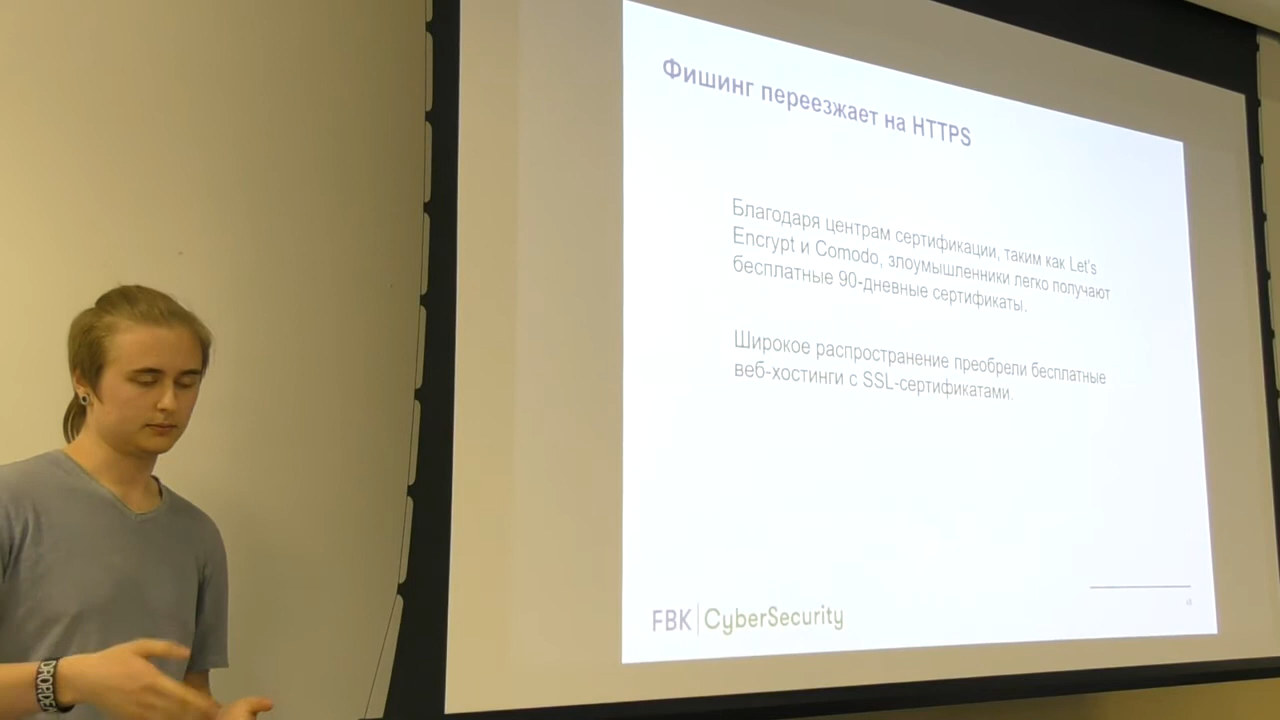 Фишинг переезжает на HTTPS
Благодаря центрам сертификации, таким как Let's
Encrypt и Comodo, злоумышленники легко получают
бесплатные 90-дневные сертификаты.
Широкое распространение преобрели бесплатные
веб-хостинги с SSL-сертификатами.
FBK CyberSecurity